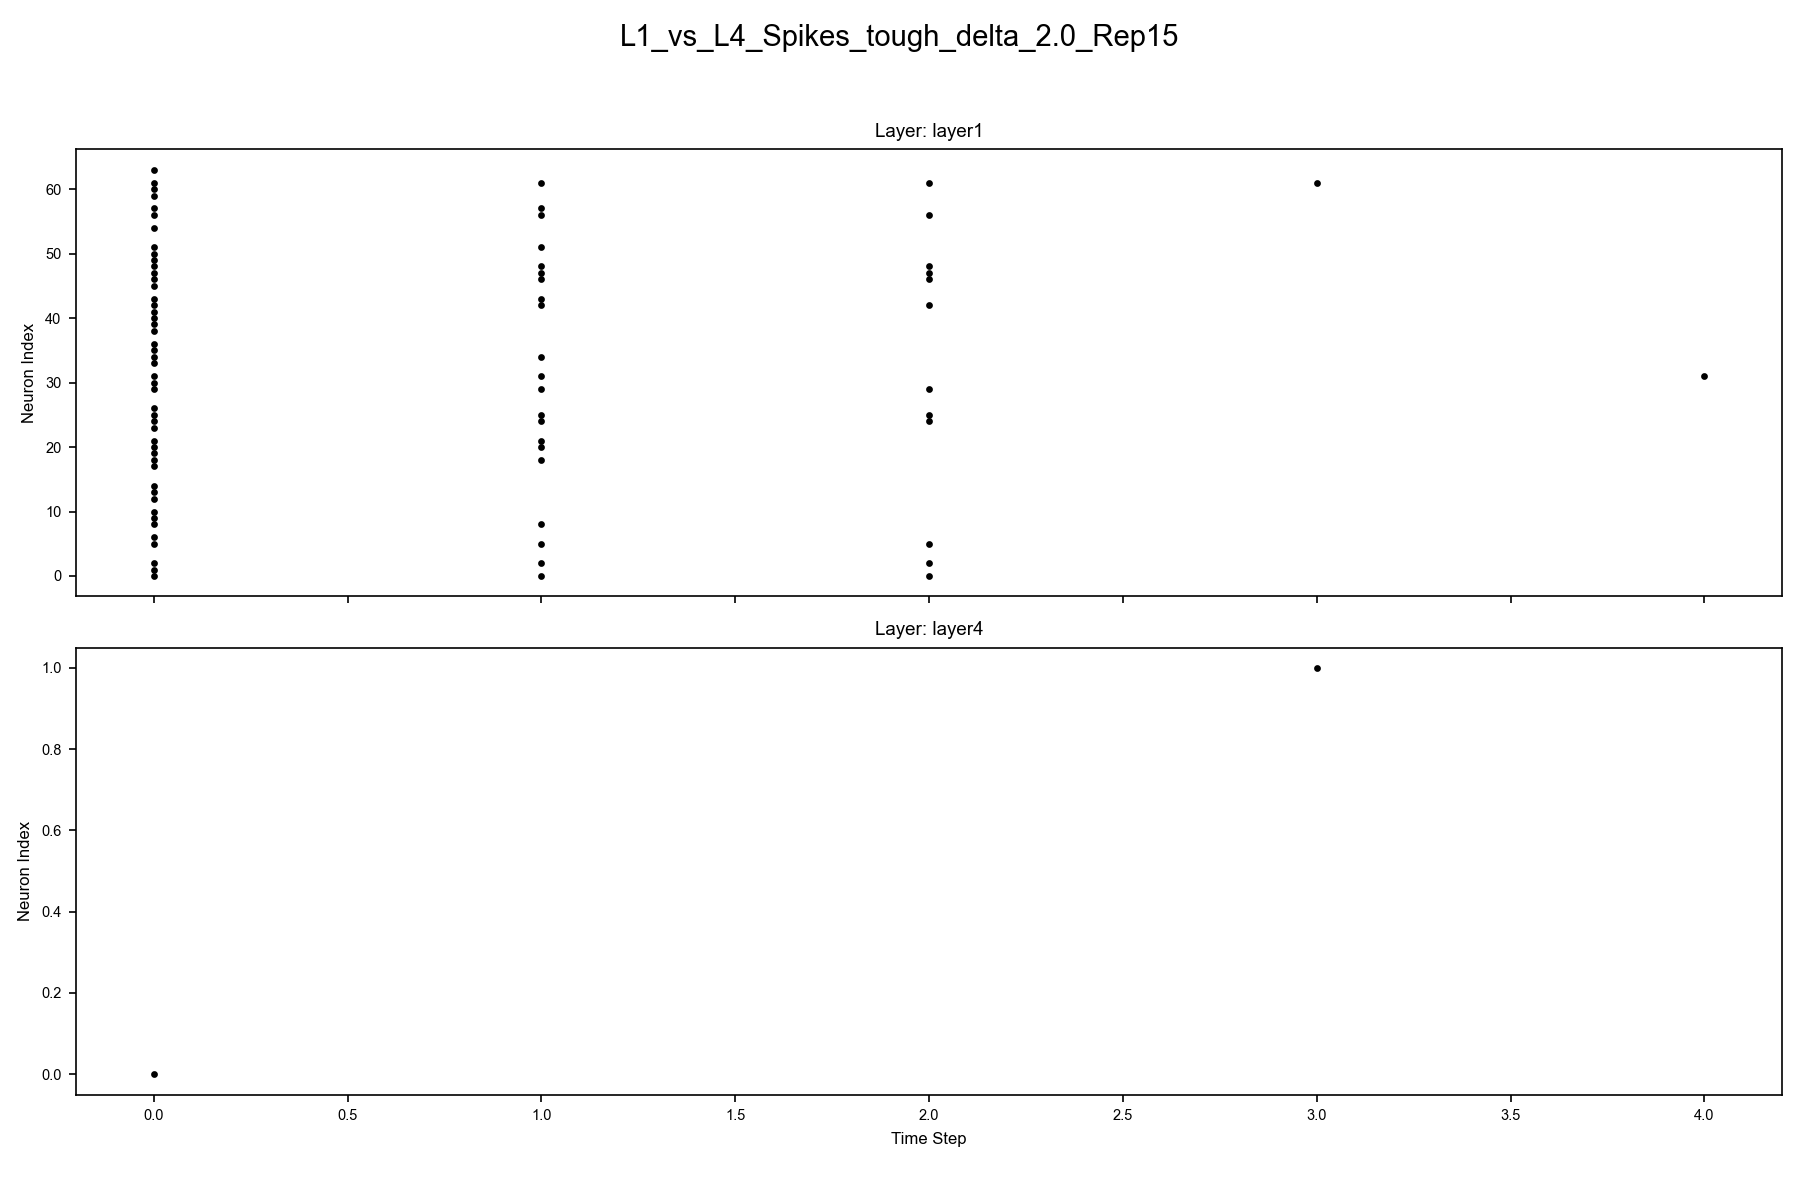 L1_vs_L4_Spikes_tough_delta_2.0_Rep15
Layer: layer1
Neuron Index
60
50
40
30
20
10
0
Layer: layer4
Neuron Index
1.0
0.8
0.6
0.4
0.2
0.0
0.0 0.5 1.0 1.5 2.0 2.5 3.0 3.5 4.0
Time Step